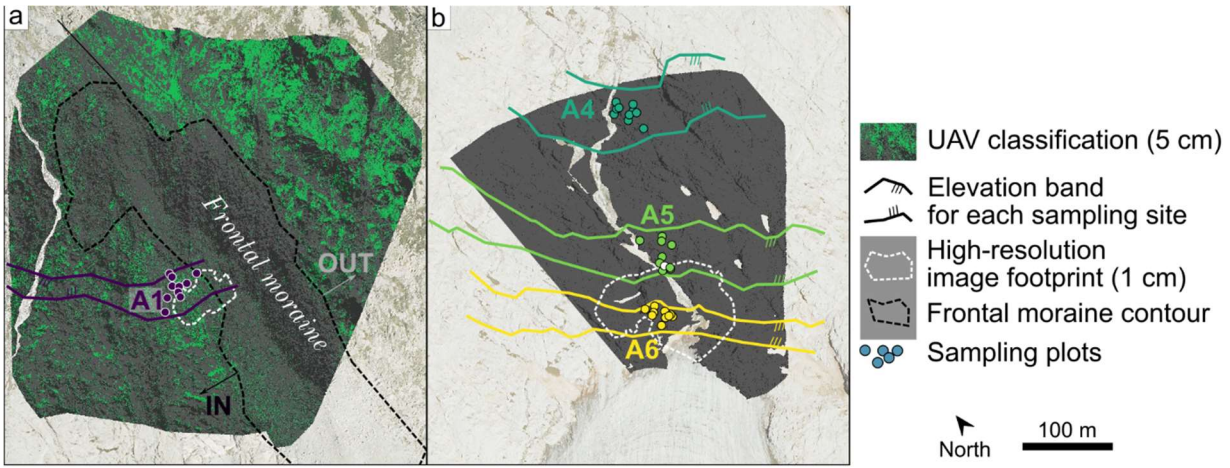 a
A1
Frontal moraine
OUT
IN
b
A4
A5
A6
UAV classification (5 cm)
Elevation band
for each sampling site
High-resolution
image footprint (1 cm)
Frontal moraine contour
Sampling plots
North
100 m